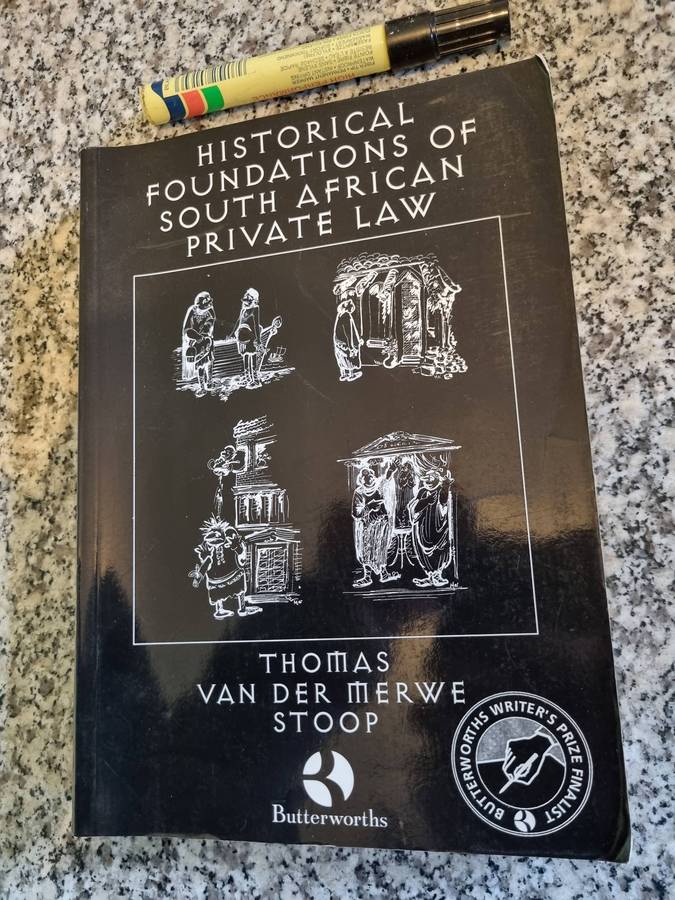 HISTORICAL
FOUNDATIONS OF
SOUTH AFRICAN
PRIVATE LAW
THOMAS
VAN DER MERWE
STOOP
Butterworths
BUTTERWORTHS WRITER'S PRIZE FINALIST